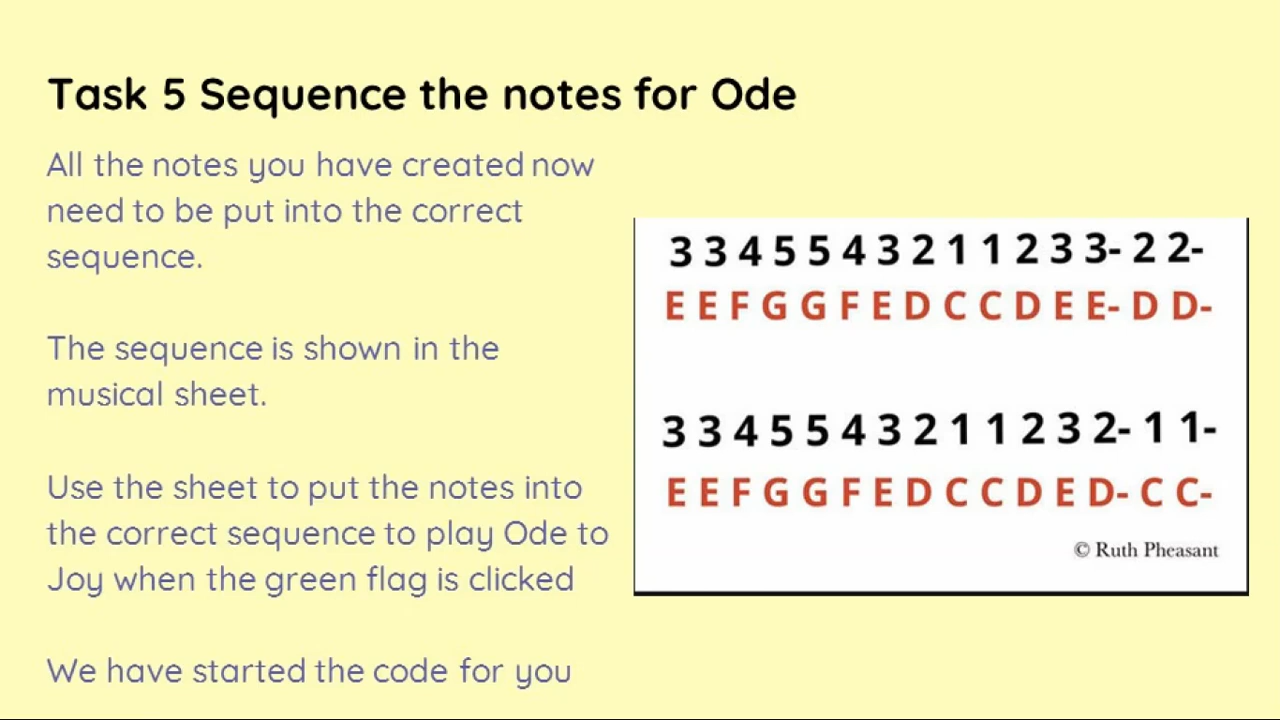 Task 5 Sequence the notes for Ode
All the notes you have created now
need to be put into the correct
sequence.
The sequence is shown in the
musical sheet.
Use the sheet to put the notes into
the correct sequence to play Ode to
Joy when the green flag is clicked
We have started the code for you
3 3 4 5 5 4 3 2 1 1 2 3 3- 2 2-
E E F G G F E D C C D E E- D D-
3 3 4 5 5 4 3 2 1 1 2 3 2- 1 1-
E E F G G F E D C C D E D- C C-
© Ruth Pheasant